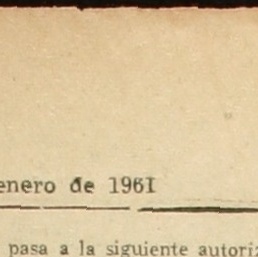 enero de 1961
pasa a la siguiente